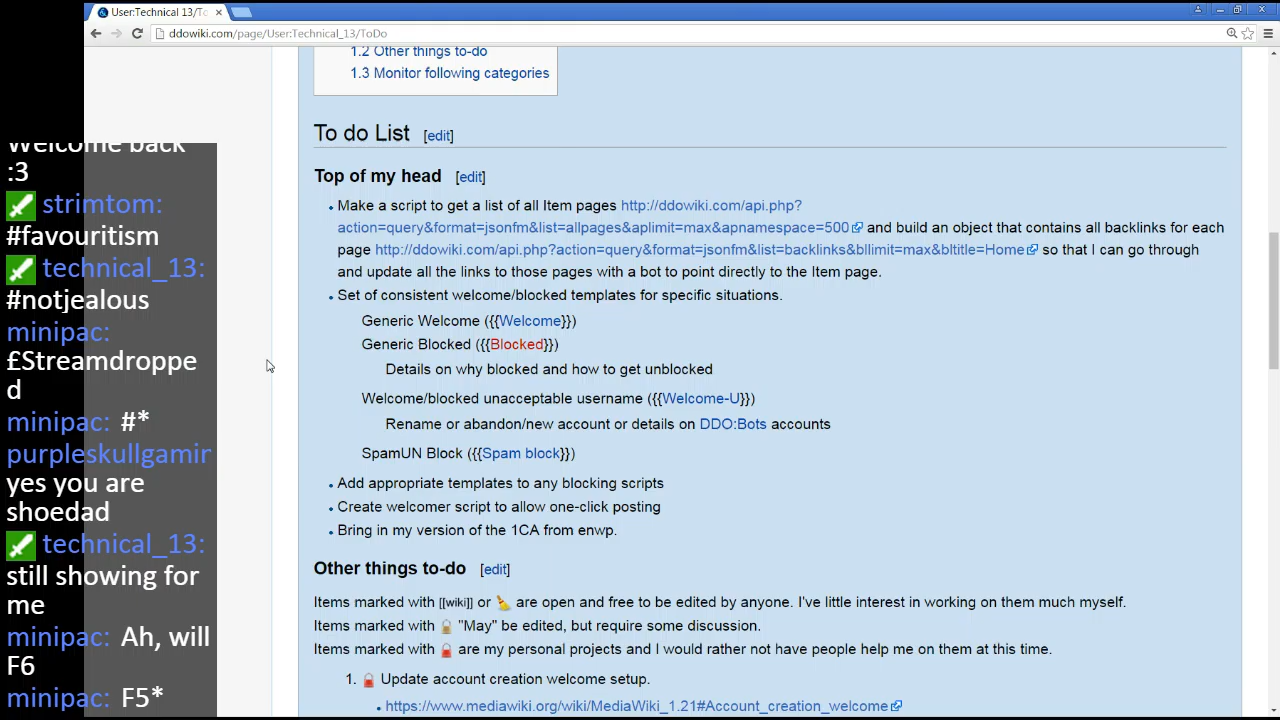 User:Technical 13/To
ddowiki.com/page/User:Technical_13/ToDo
1.2 Other things to-do
1.3 Monitor following categories
To do List [edit]
Top of my head [edit]
Make a script to get a list of all Item pages http://ddowiki.com/api.php?
action=query&format=jsonfm&list=allpages&aplimit=max&apnamespace=500 and build an object that contains all backlinks for each
page http://ddowiki.com/api.php?action=query&format=jsonfm&list=backlinks&bllimit=max&bltitle=Home so that I can go through
and update all the links to those pages with a bot to point directly to the Item page.
Set of consistent welcome/blocked templates for specific situations.
Generic Welcome ({{Welcome}})
Generic Blocked ({{Blocked}})
Details on why blocked and how to get unblocked
Welcome/blocked unacceptable username ({{Welcome-U}})
Rename or abandon/new account or details on DDO:Bots accounts
SpamUN Block ({{Spam block}})
Add appropriate templates to any blocking scripts
Create welcomer script to allow one-click posting
Bring in my version of the 1CA from enwp.
Other things to-do [edit]
Items marked with [[wiki]] or are open and free to be edited by anyone. I've little interest in working on them much myself.
Items marked with "May" be edited, but require some discussion.
Items marked with are my personal projects and I would rather not have people help me on them at this time.
1. Update account creation welcome setup.
https://www.mediawiki.org/wiki/MediaWiki_1.21#Account_creation_welcome
Welcome back
:3
strimtom:
#favouritism
technical_13:
#notjealous
minipac:
£Streamdroppe
d
minipac: #*
purpleskullgamin
yes you are
shoedad
technical_13:
still showing for
me
minipac: Ah, will
F6
minipac: F5*